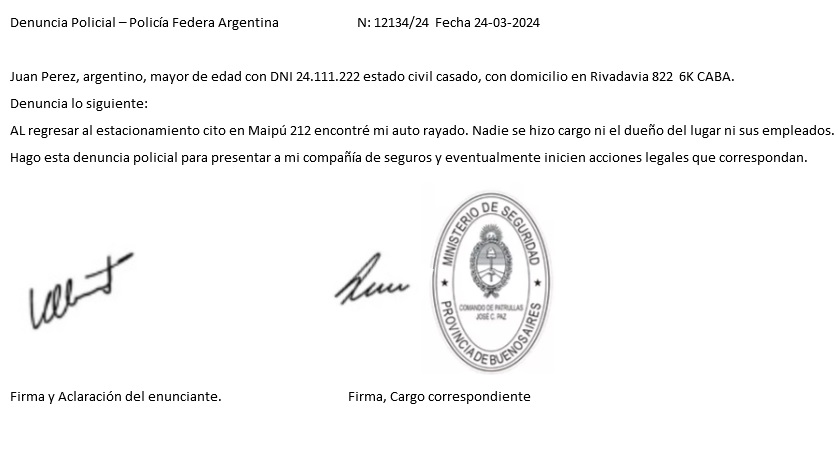 Denuncia Policial – Policía Federa Argentina N: 12134/24 Fecha 24-03-2024
Juan Perez, argentino, mayor de edad con DNI 24.111.222 estado civil casado, con domicilio en Rivadavia 822 6K CABA.
Denuncia lo siguiente:
AL regresar al estacionamiento cito en Maipú 212 encontré mi auto rayado. Nadie se hizo cargo ni el dueño del lugar ni sus empleados.
Hago esta denuncia policial para presentar a mi compañía de seguros y eventualmente inicien acciones legales que correspondan.
MINISTERIO DE SEGURIDAD
COMANDO DE PATRULLAS
JOSÉ C. PAZ
PROVINCIA DE BUENOS AIRES
Firma y Aclaración del enunciante. Firma, Cargo correspondiente